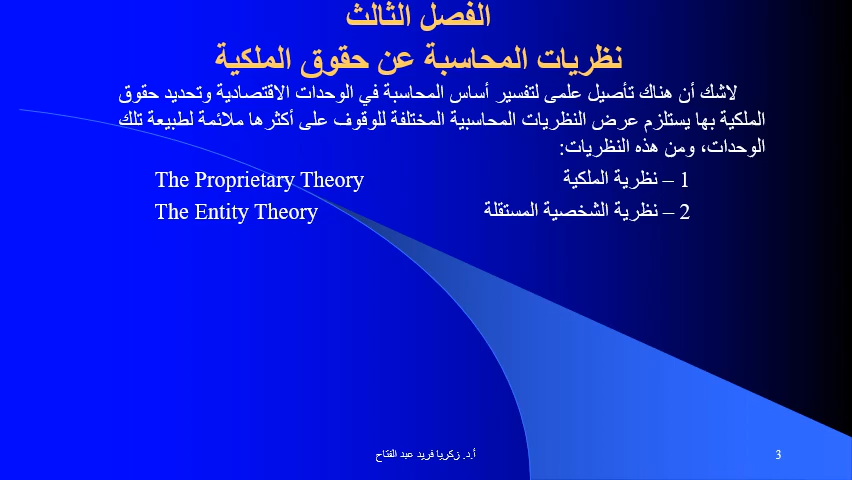 الفصل الثالث
نظريات المحاسبة عن حقوق الملكية
لاشك أن هناك تأصيل علمى لتفسير أساس المحاسبة في الوحدات الاقتصادية وتحديد حقوق
الملكية بها يستلزم عرض النظريات المحاسبية المختلفة للوقوف على أكثرها ملائمة لطبيعة تلك
الوحدات، ومن هذه النظريات:
1 – نظرية الملكية The Proprietary Theory
2 – نظرية الشخصية المستقلة The Entity Theory
أ.د. زكريا فريد عبد الفتاح
3